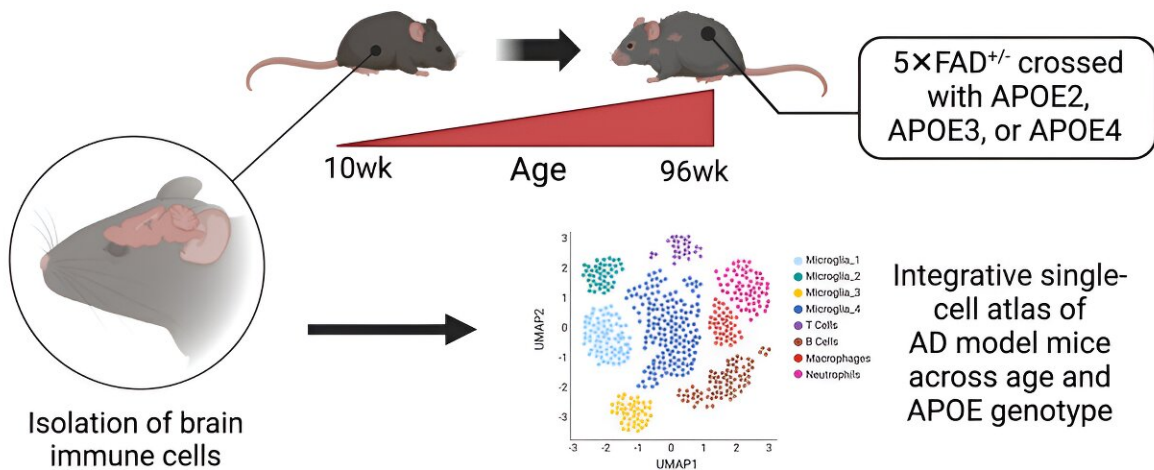 5×FAD+/- crossed
with APOE2,
APOE3, or APOE4
10wk
Age
96wk
Isolation of brain
immune cells
3
2
1
0
-1
-2
-3
UMAP2
-3 -2 -1 0 1 2 3
UMAP1
Microglia_1
Microglia_2
Microglia_3
Microglia_4
T Cells
B Cells
Macrophages
Neutrophils
Integrative single-
cell atlas of
AD model mice
across age and
APOE genotype